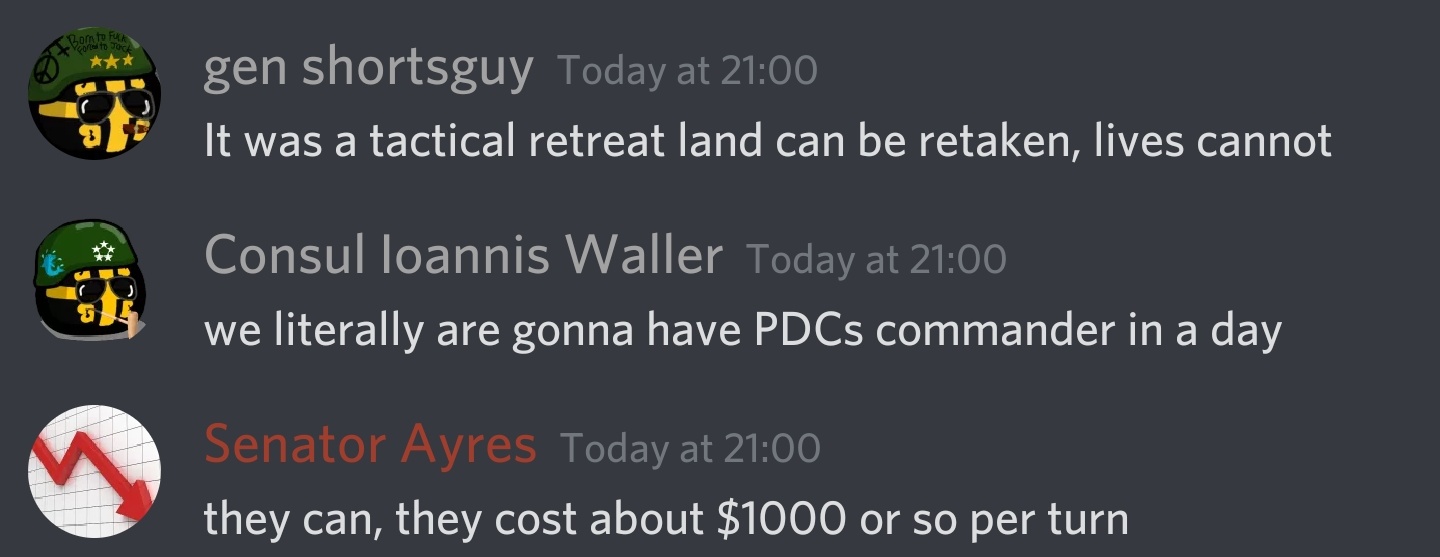 gen shortsguy Today at 21:00
It was a tactical retreat land can be retaken, lives cannot
Consul Ioannis Waller Today at 21:00
we literally are gonna have PDCs commander in a day
Senator Ayres Today at 21:00
they can, they cost about $1000 or so per turn